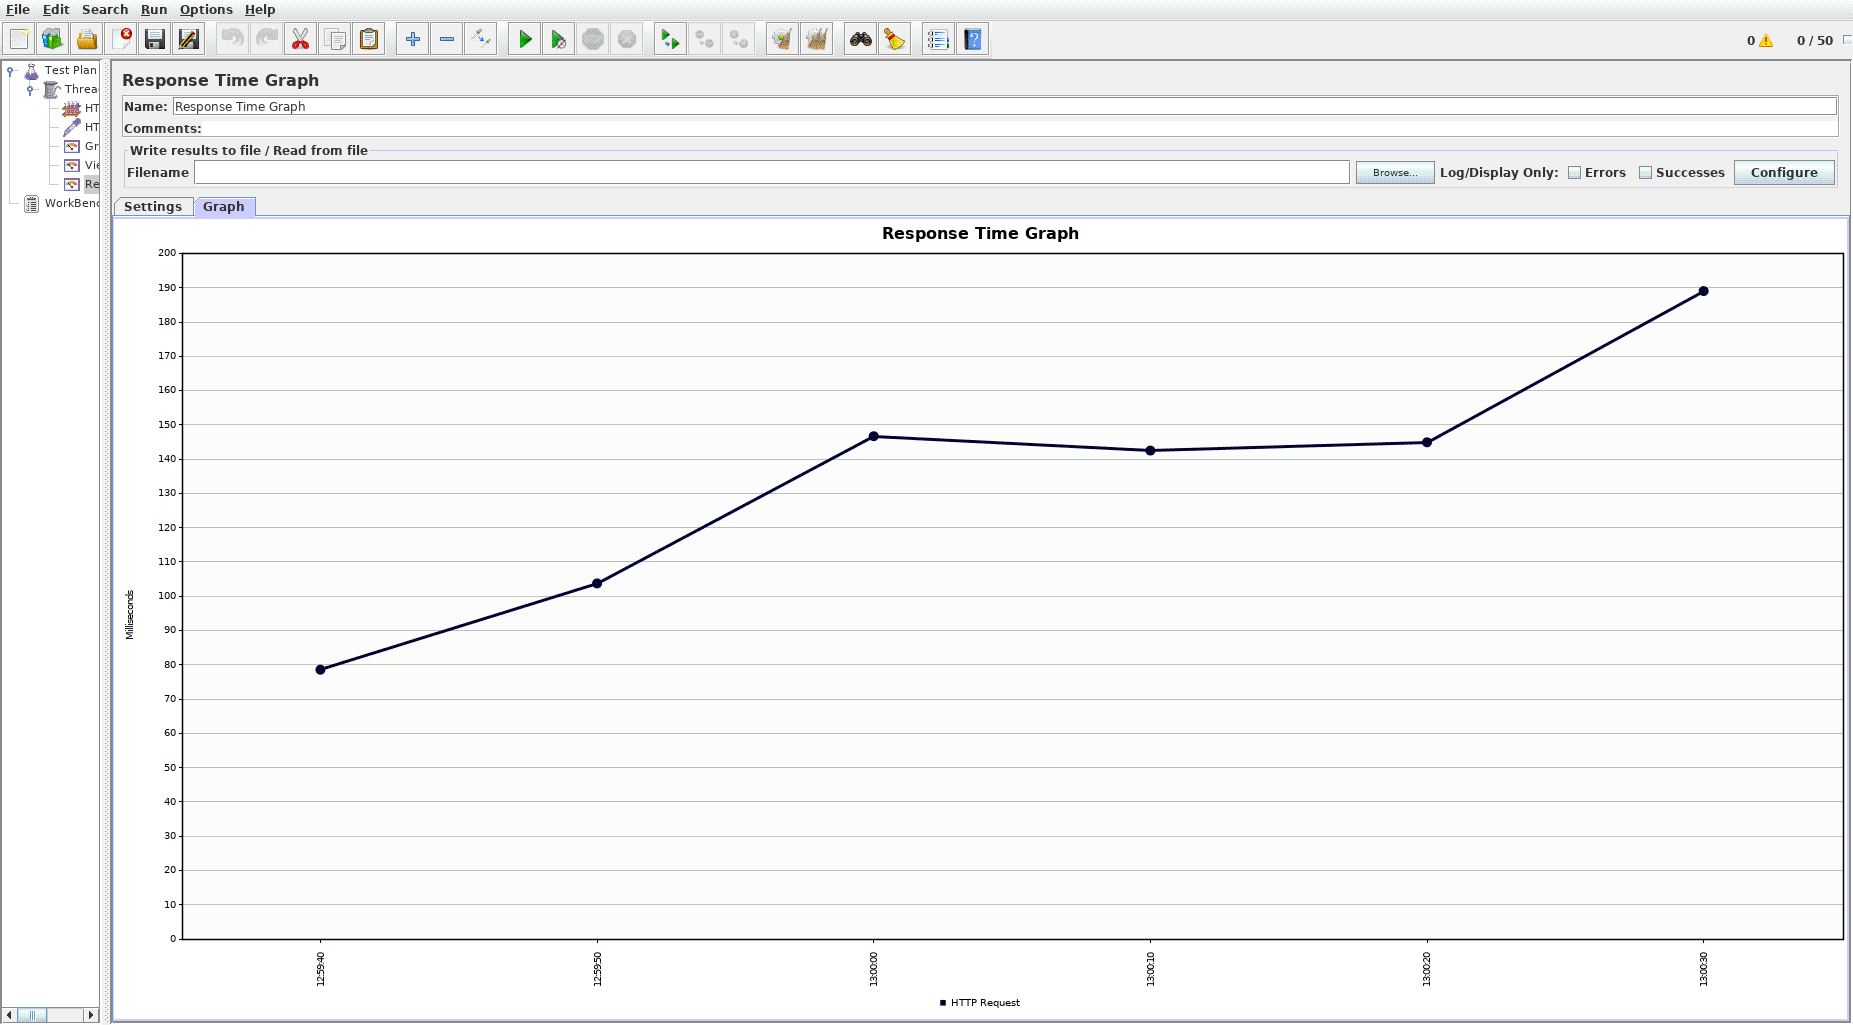 File Edit Search Run Options Help
0 0 / 50
Test Plan
Threa
HT
HT
Gr
Vie
Re
WorkBenc
Response Time Graph
Name: Response Time Graph
Comments:
Write results to file / Read from file
Filename Browse... Log/Display Only: Errors Successes Configure
Settings Graph
Response Time Graph
200
190
180
170
160
150
140
130
120
110
100
90
80
70
60
50
40
30
20
10
0
Milliseconds
12:59:40 12:59:50 13:00:00 13:00:10 13:00:20 13:00:30
HTTP Request